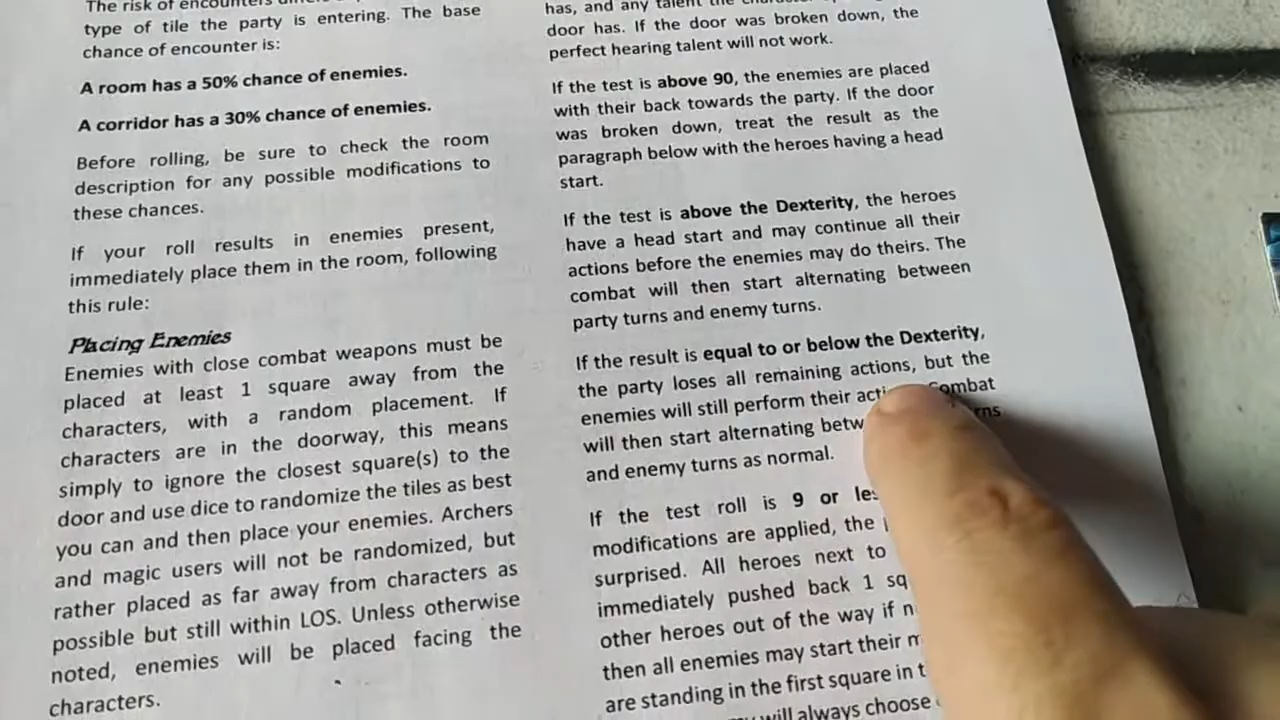 The risk of encounters
type of tile the party is entering. The base
chance of encounter is:
A room has a 50% chance of enemies.
A corridor has a 30% chance of enemies.
Before rolling, be sure to check the room
description for any possible modifications to
these chances.
If your roll results in enemies present,
immediately place them in the room, following
this rule:
Placing Enemies
Enemies with close combat weapons must be
placed at least 1 square away from the
characters, with a random placement. If
characters are in the doorway, this means
simply to ignore the closest square(s) to the
door and use dice to randomize the tiles as best
you can and then place your enemies. Archers
and magic users will not be randomized, but
rather placed as far away from characters as
possible but still within LOS. Unless otherwise
noted, enemies will be placed facing the
characters.
has, and any talent the
door has. If the door was broken down, the
perfect hearing talent will not work.
If the test is above 90, the enemies are placed
with their back towards the party. If the door
was broken down, treat the result as the
paragraph below with the heroes having a head
start.
If the test is above the Dexterity, the heroes
have a head start and may continue all their
actions before the enemies may do theirs. The
combat will then start alternating between
party turns and enemy turns.
If the result is equal to or below the Dexterity,
the party loses all remaining actions, but the
enemies will still perform their Combat
will then start alternating
and enemy turns as normal.
If the test roll is 9 or
modifications are applied, the
surprised. All heroes next to
immediately pushed back 1
other heroes out of the way if
then all enemies may start their
are standing in the first square in
will always choose